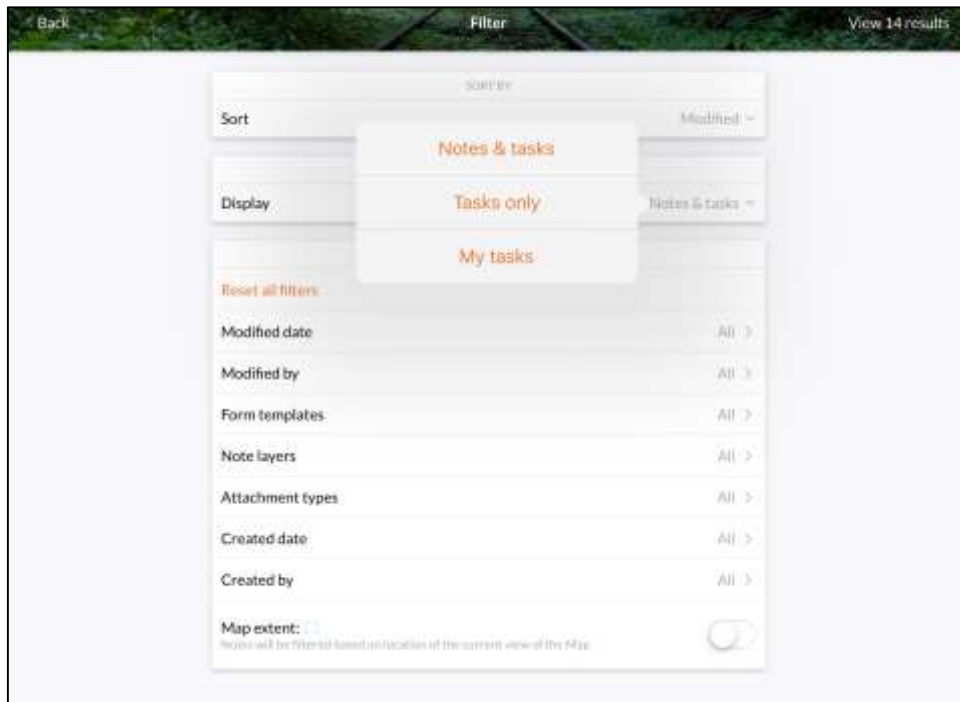 Back Filter View 14 results
SORT BY
Sort Modified
Notes & tasks
Display Tasks only Notes & tasks
My tasks
Reset all filters
Modified date All
Modified by All
Form templates All
Note layers All
Attachment types All
Created date All
Created by All
Map extent:
Notes will be filtered based on location of the current view of the Map